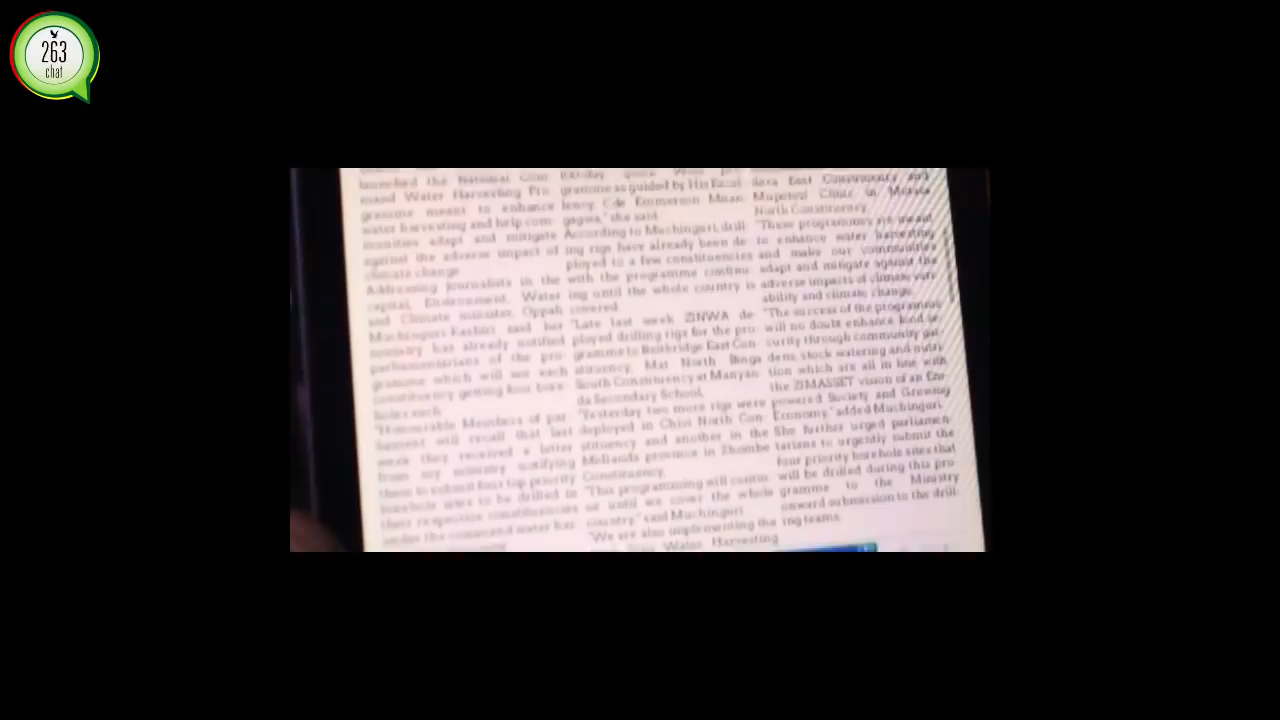 263
chat
launched the National Com-
mand Water Harvesting Pro-
gramme meant to enhance
water harvesting and help com-
munities adapt and mitigate
against the adverse impact of
climate change
Addressing journalists in the
capital, Environment, Water
and Climate minister, Oppah
Muchinguri Kashiri said her
ministry has already notified
parliamentarians of the pro-
gramme which will see each
constituency getting four bore-
holes each.
"Honourable Members of par-
liament will recall that last
week they received a letter
from my ministry notifying
them to submit four top priority
borehole sites to be drilled in
their respective constituencies
under the command water har-
gramme as guided by His Excel-
lency Cde Emmerson Mnan-
gagwa," she said.
According to Muchinguri, drill-
ing rigs have already been de-
ployed to a few constituencies
with the programme continu-
ing until the whole country is
covered.
"Late last week ZINWA de-
ployed drilling rigs for the pro-
gramme to Beitbridge East Con-
stituency, Mat North Binga
South Constituency at Manyan-
da Secondary School,
"Yesterday two more rigs were
deployed in Chivi North Con-
stituency and another in the
Midlands province in Zhombe
Constituency.
"This programming will contin-
ue until we cover the whole
country," said Muchinguri.
"We are also implementing the
Water Harvesting
East Constituency and
Mupotedzi Clinic in Mutasa
North Constituency.
"These programmes are meant
to enhance water harvesting
and make our communities
adapt and mitigate against the
adverse impacts of climate vari-
ability and climate change.
"The success of the programme
will no doubt enhance food se-
curity through community gar-
dens, stock watering and nutri-
tion which are all in line with
the ZIMASSET vision of an Em-
powered Society and Growing
Economy," added Muchinguri.
She further urged parliamen-
tarians to urgently submit the
four priority borehole sites that
will be drilled during this pro-
gramme to the Ministry
onward submission to the drill-
ing teams.